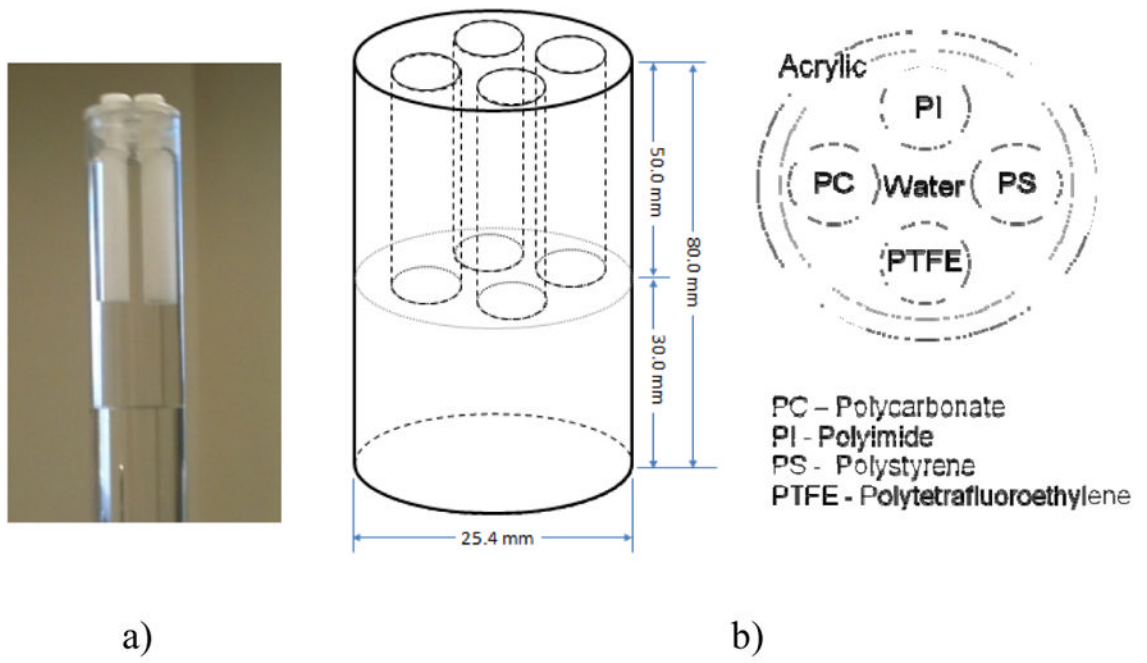 Acrylic
PI
PC Water PS
PTFE
50.0 mm
80.0 mm
30.0 mm
25.4 mm
PC – Polycarbonate
PI - Polyimide
PS - Polystyrene
PTFE - Polytetrafluoroethylene
a)
b)